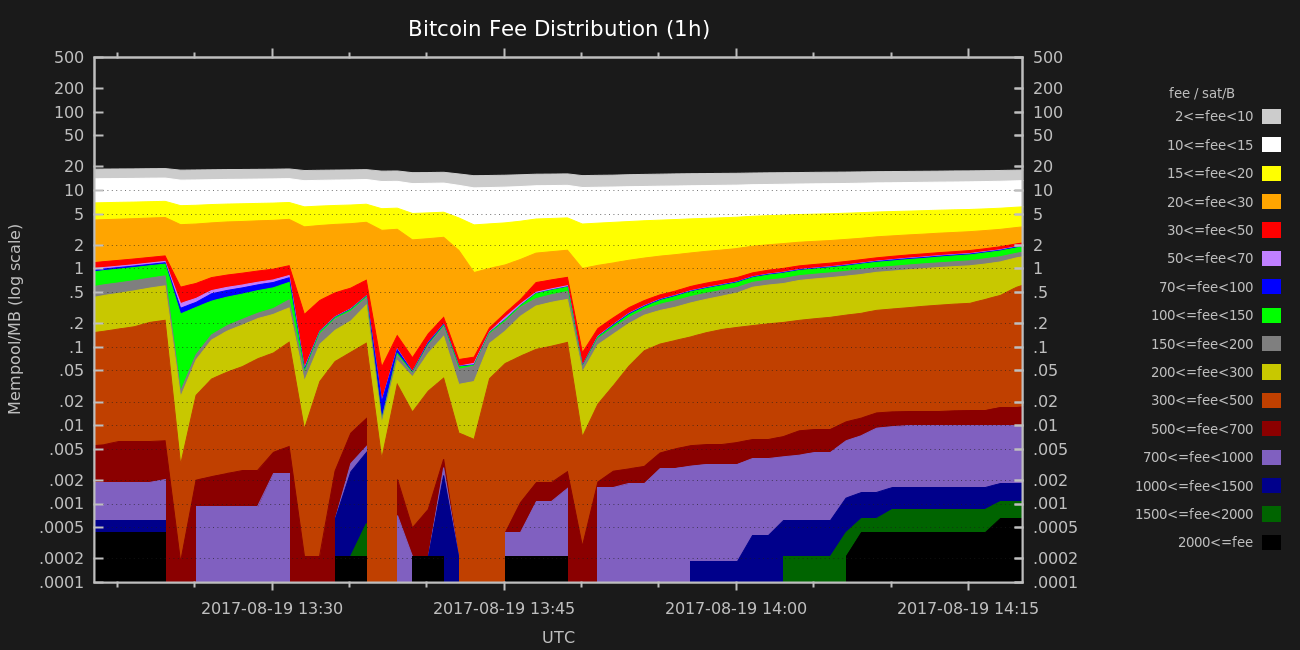 Bitcoin Fee Distribution (1h)
Mempool/MB (log scale)
500
200
100
50
20
10
5
2
1
.5
.2
.1
.05
.02
.01
.005
.002
.001
.0005
.0002
.0001
500
200
100
50
20
10
5
2
1
.5
.2
.1
.05
.02
.01
.005
.002
.001
.0005
.0002
.0001
2017-08-19 13:30
2017-08-19 13:45
2017-08-19 14:00
2017-08-19 14:15
UTC
fee / sat/B
2<=fee<10
10<=fee<15
15<=fee<20
20<=fee<30
30<=fee<50
50<=fee<70
70<=fee<100
100<=fee<150
150<=fee<200
200<=fee<300
300<=fee<500
500<=fee<700
700<=fee<1000
1000<=fee<1500
1500<=fee<2000
2000<=fee